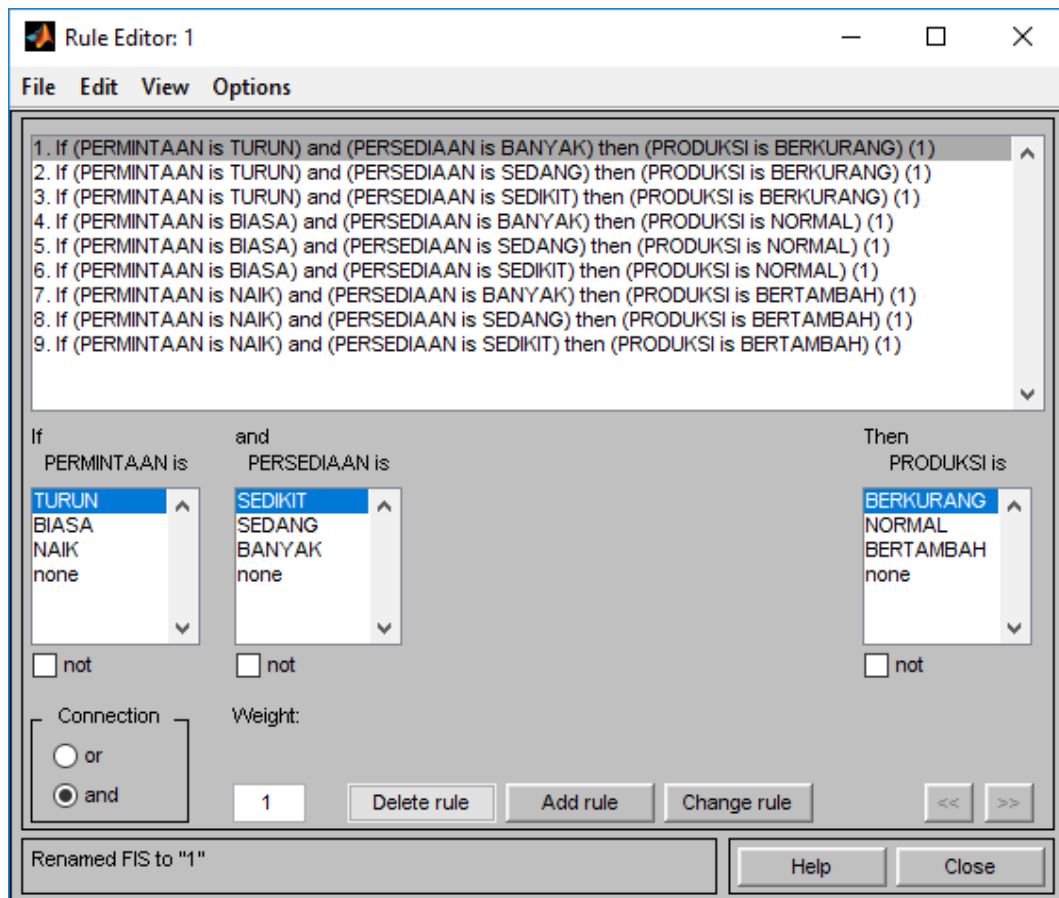 Rule Editor: 1
File Edit View Options
1. If (PERMINTAAN is TURUN) and (PERSEDIAAN is BANYAK) then (PRODUKSI is BERKURANG) (1)
2. If (PERMINTAAN is TURUN) and (PERSEDIAAN is SEDANG) then (PRODUKSI is BERKURANG) (1)
3. If (PERMINTAAN is TURUN) and (PERSEDIAAN is SEDIKIT) then (PRODUKSI is BERKURANG) (1)
4. If (PERMINTAAN is BIASA) and (PERSEDIAAN is BANYAK) then (PRODUKSI is NORMAL) (1)
5. If (PERMINTAAN is BIASA) and (PERSEDIAAN is SEDANG) then (PRODUKSI is NORMAL) (1)
6. If (PERMINTAAN is BIASA) and (PERSEDIAAN is SEDIKIT) then (PRODUKSI is NORMAL) (1)
7. If (PERMINTAAN is NAIK) and (PERSEDIAAN is BANYAK) then (PRODUKSI is BERTAMBAH) (1)
8. If (PERMINTAAN is NAIK) and (PERSEDIAAN is SEDANG) then (PRODUKSI is BERTAMBAH) (1)
9. If (PERMINTAAN is NAIK) and (PERSEDIAAN is SEDIKIT) then (PRODUKSI is BERTAMBAH) (1)
If
PERMINTAAN is
TURUN
BIASA
NAIK
none
not
and
PERSEDIAAN is
SEDIKIT
SEDANG
BANYAK
none
not
Then
PRODUKSI is
BERKURANG
NORMAL
BERTAMBAH
none
not
Connection
or
and
Weight:
1
Delete rule
Add rule
Change rule
<<
>>
Renamed FIS to "1"
Help
Close